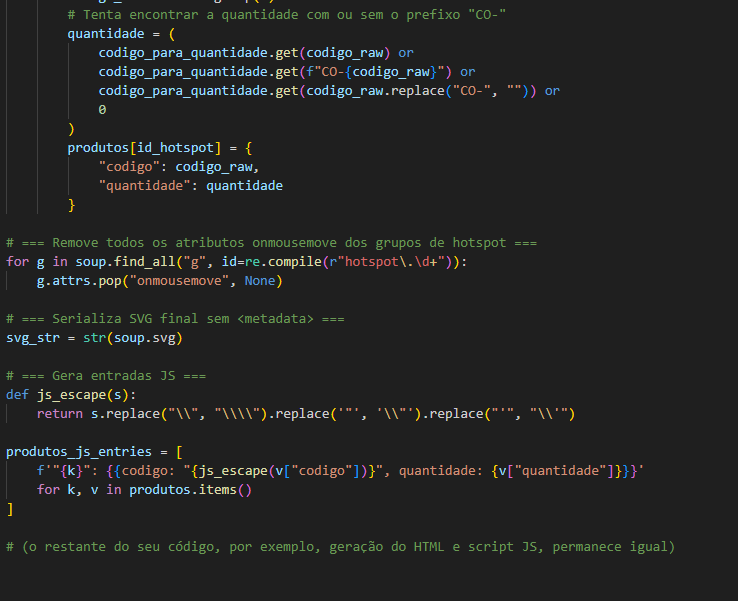 # Tenta encontrar a quantidade com ou sem o prefixo "CO-"
quantidade = (
codigo_para_quantidade.get(codigo_raw) or
codigo_para_quantidade.get(f"CO-{codigo_raw}") or
codigo_para_quantidade.get(codigo_raw.replace("CO-", "")) or
0
)
produtos[id_hotspot] = {
"codigo": codigo_raw,
"quantidade": quantidade
}
# === Remove todos os atributos onmousemove dos grupos de hotspot ===
for g in soup.find_all("g", id=re.compile(r"hotspot\.\d+")):
g.attrs.pop("onmousemove", None)
# === Serializa SVG final sem <metadata> ===
svg_str = str(soup.svg)
# === Gera entradas JS ===
def js_escape(s):
return s.replace("\\", "\\\\").replace('"', '\\"').replace("'", "\\'")
produtos_js_entries = [
f'"{k}": {{codigo: "{js_escape(v["codigo"])}", quantidade: {v["quantidade"]}}}'
for k, v in produtos.items()
]
# (o restante do seu código, por exemplo, geração do HTML e script JS, permanece igual)